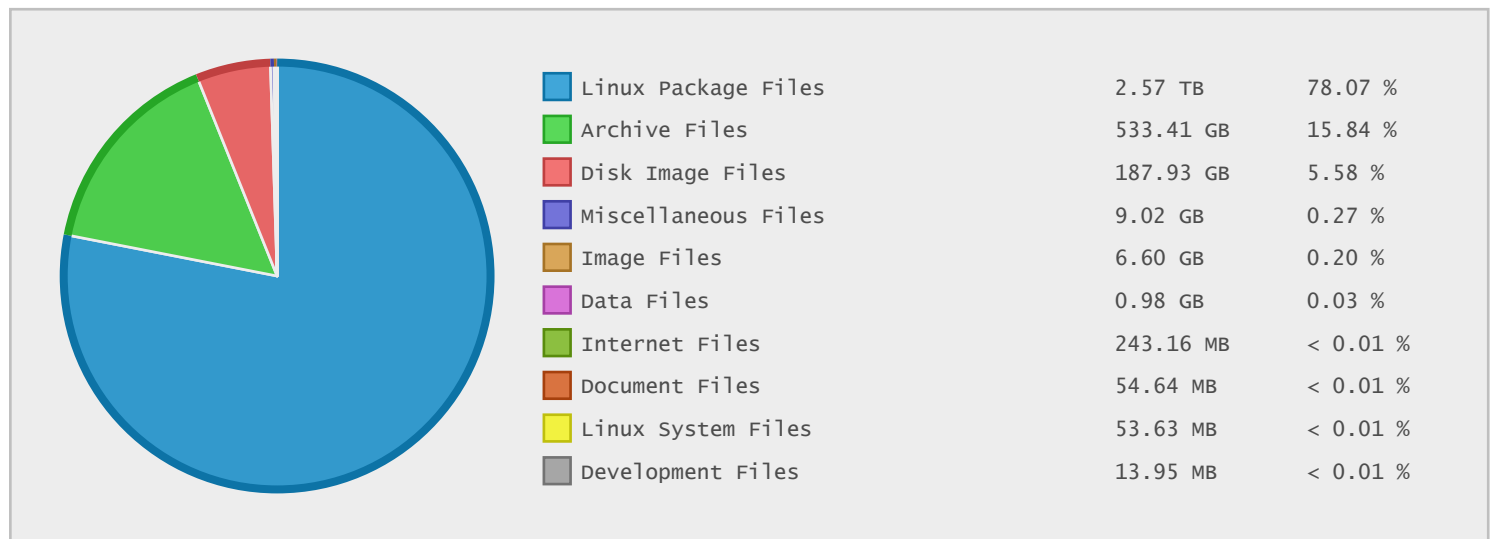 Linux Package Files 2.57 TB 78.07 %
Archive Files 533.41 GB 15.84 %
Disk Image Files 187.93 GB 5.58 %
Miscellaneous Files 9.02 GB 0.27 %
Image Files 6.60 GB 0.20 %
Data Files 0.98 GB 0.03 %
Internet Files 243.16 MB < 0.01 %
Document Files 54.64 MB < 0.01 %
Linux System Files 53.63 MB < 0.01 %
Development Files 13.95 MB < 0.01 %